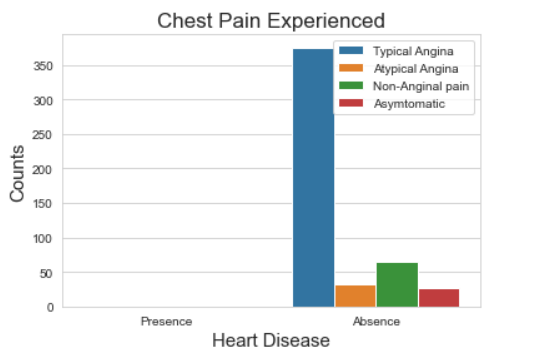 Chest Pain Experienced
Typical Angina
Atypical Angina
Non-Anginal pain
Asymtomatic
350
300
250
200
150
100
50
0
Counts
Presence
Absence
Heart Disease